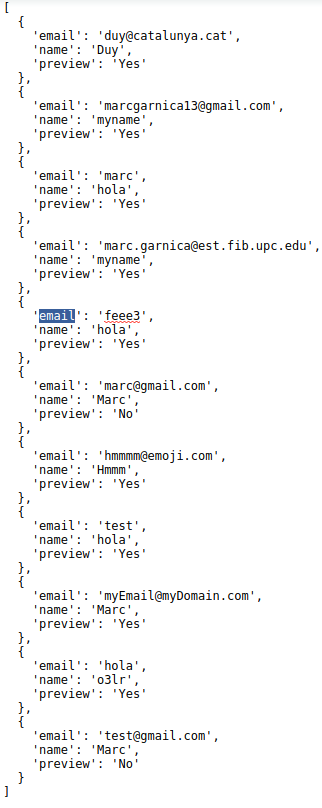 [
  {
    'email': 'duy@catalunya.cat',
    'name': 'Duy',
    'preview': 'Yes'
  },
  {
    'email': 'marcgarnica13@gmail.com',
    'name': 'myname',
    'preview': 'Yes'
  },
  {
    'email': 'marc',
    'name': 'hola',
    'preview': 'Yes'
  },
  {
    'email': 'marc.garnica@est.fib.upc.edu',
    'name': 'myname',
    'preview': 'Yes'
  },
  {
    'email': 'feee3',
    'name': 'hola',
    'preview': 'Yes'
  },
  {
    'email': 'marc@gmail.com',
    'name': 'Marc',
    'preview': 'No'
  },
  {
    'email': 'hmmmm@emoji.com',
    'name': 'Hmmm',
    'preview': 'Yes'
  },
  {
    'email': 'test',
    'name': 'hola',
    'preview': 'Yes'
  },
  {
    'email': 'myEmail@myDomain.com',
    'name': 'Marc',
    'preview': 'Yes'
  },
  {
    'email': 'hola',
    'name': 'o3lr',
    'preview': 'Yes'
  },
  {
    'email': 'test@gmail.com',
    'name': 'Marc',
    'preview': 'No'
  }
]